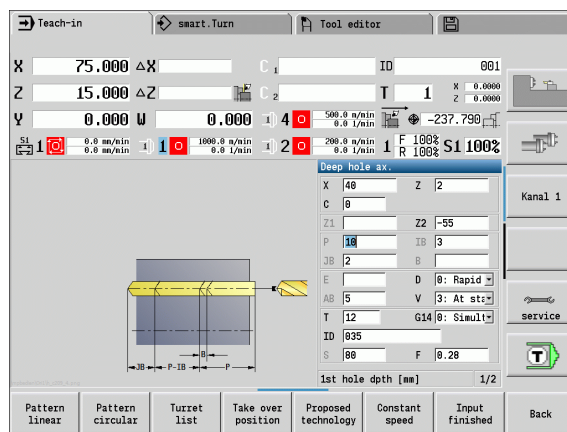 Teach-in
smart.Turn
Tool editor
X 75.000 ΔX C 1 ID 001
Z 15.000 ΔZ C 2 T 1 X 0.0000 Z 0.0000
Y 0.000 W 0.000 4 500.0 m/min 0.0 1/min -237.790
S1 1 0.0 mm/min 0.0 m/min 1 1000.0 0.0 1/min 2 200.0 m/min 0.0 1/min 1 F 100% R 100% S1 100%
Deep hole ax.
X 40 Z 2
C 0
Z1 Z2 -55
P 10 IB 3
JB 2 B
E D 0: Rapid
AB 5 V 3: At sta
T 12 G14 0: Simult
ID 035
S 80 F 0.28
1st hole dpth [mm] 1/2
B
JB P-IB P
Kanal 1
service
T
Pattern linear
Pattern circular
Turret list
Take over position
Proposed technology
Constant speed
Input finished
Back